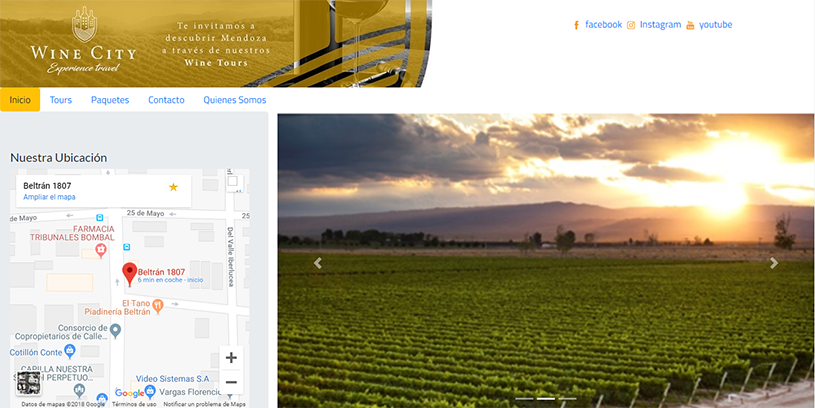 WINE CITY
Experience travel
Te invitamos a
descubrir Mendoza
a través de nuestros
Wine Tours
facebook
Instagram
youtube
Inicio
Tours
Paquetes
Contacto
Quienes Somos
Nuestra Ubicación
Beltrán 1807
Ampliar el mapa
de Mayo
25 de Mayo
25
FARMACIA
TRIBUNALES BOMBAL
Del Valle Iberlucea
Beltrán 1807
6 min en coche - inicio
El Tano
Piadinería Beltrán
Consorcio de
Copropietarios de Calle...
Cotillón Conte
CAPILLA NUESTRA
PERPETUO...
Video Sistemas S.A
Vargas Florencio
+
−
Google
Datos de mapas ©2018 Google
Términos de uso
Notificar un problema de Maps